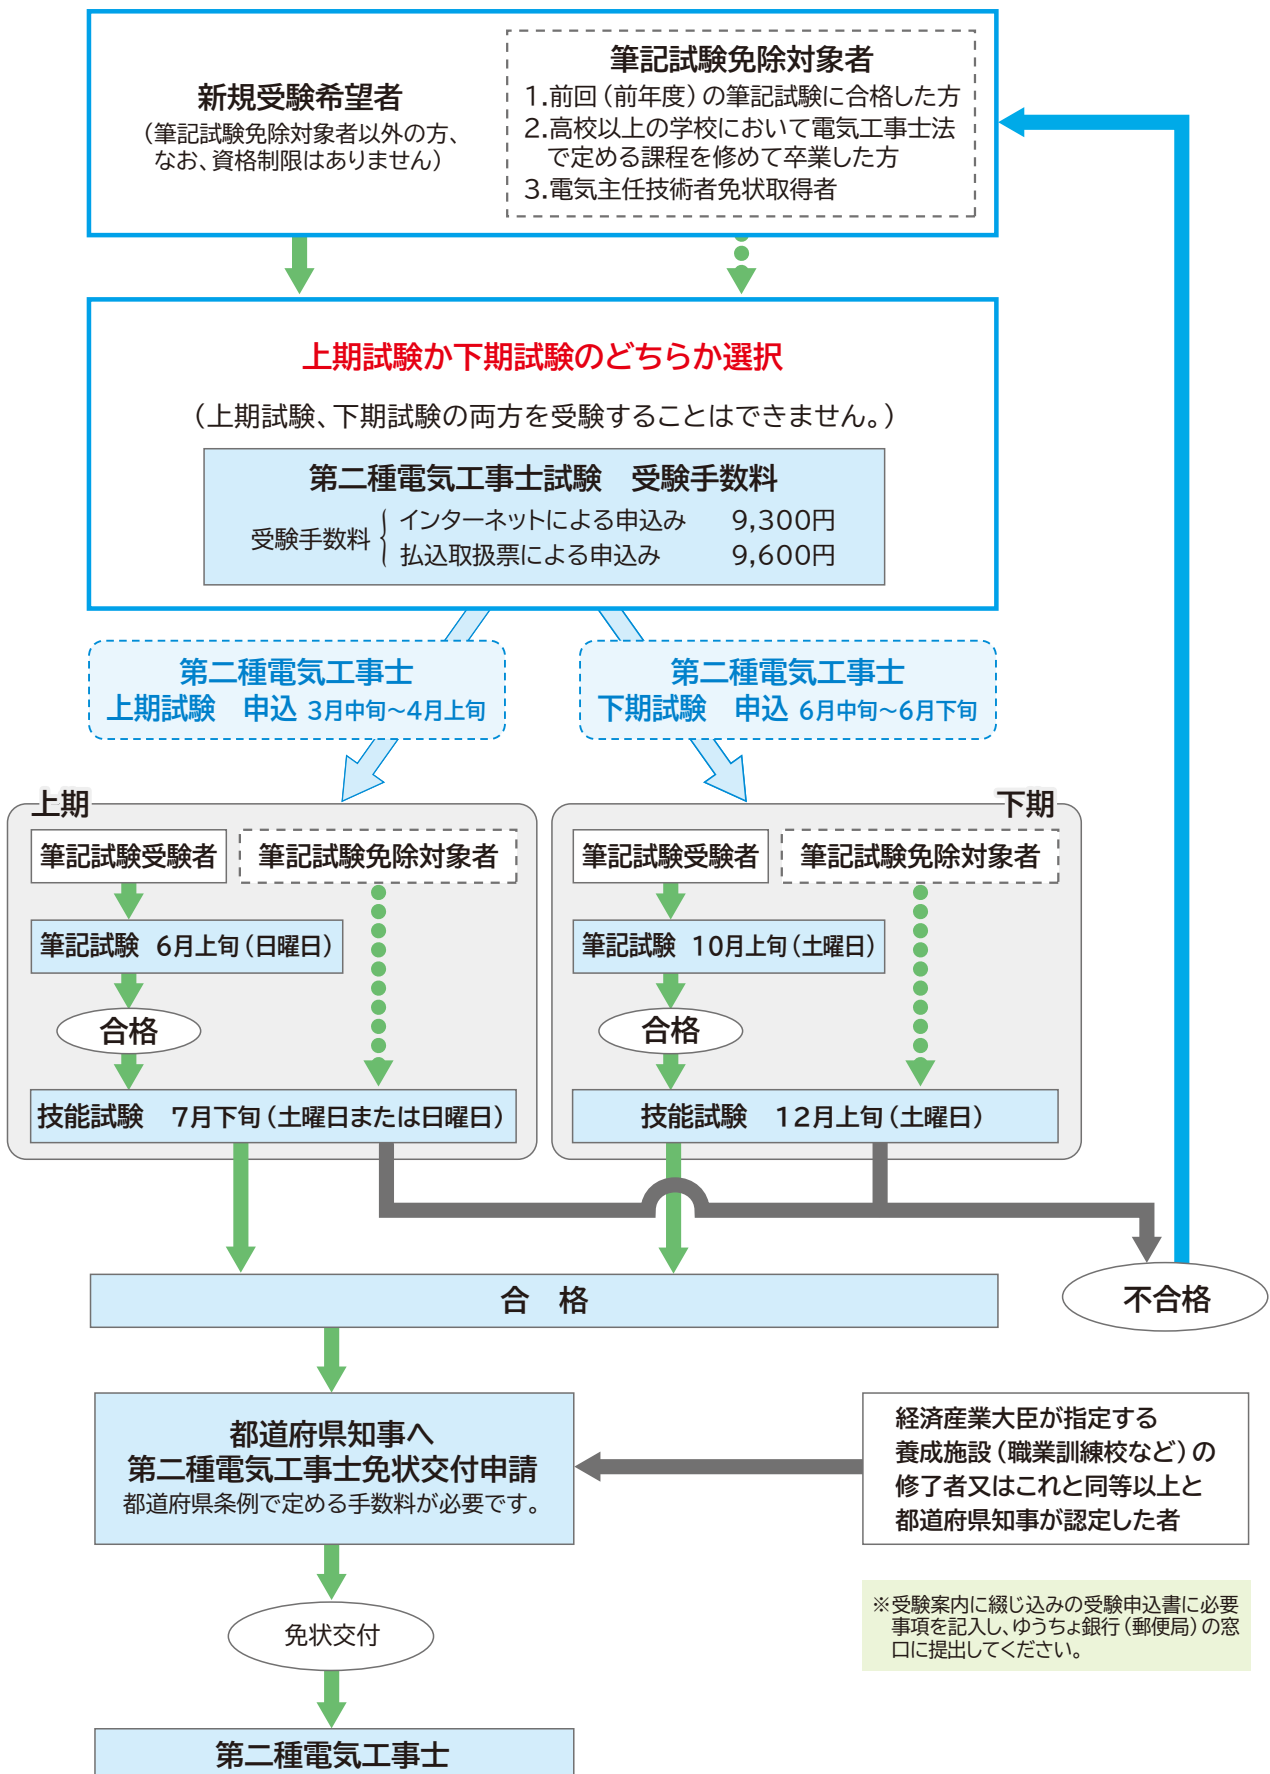 新規受験希望者
（筆記試験免除対象者以外の方、
なお、資格制限はありません）
筆記試験免除対象者
1.前回（前年度）の筆記試験に合格した方
2.高校以上の学校において電気工事士法
で定める課程を修めて卒業した方
3.電気主任技術者免状取得者
上期試験か下期試験のどちらか選択
（上期試験、下期試験の両方を受験することはできません。）
第二種電気工事士試験　受験手数料
受験手数料
インターネットによる申込み　9,300円
払込取扱票による申込み　9,600円
第二種電気工事士
上期試験　申込 3月中旬～4月上旬
第二種電気工事士
下期試験　申込 6月中旬～6月下旬
上期
筆記試験受験者
筆記試験免除対象者
筆記試験　6月上旬（日曜日）
合格
技能試験　7月下旬（土曜日または日曜日）
下期
筆記試験受験者
筆記試験免除対象者
筆記試験　10月上旬（土曜日）
合格
技能試験　12月上旬（土曜日）
合　格
不合格
都道府県知事へ
第二種電気工事士免状交付申請
都道府県条例で定める手数料が必要です。
経済産業大臣が指定する
養成施設（職業訓練校など）の
修了者又はこれと同等以上と
都道府県知事が認定した者
免状交付
※受験案内に綴じ込みの受験申込書に必要
事項を記入し、ゆうちょ銀行（郵便局）の窓
口に提出してください。
第二種電気工事士